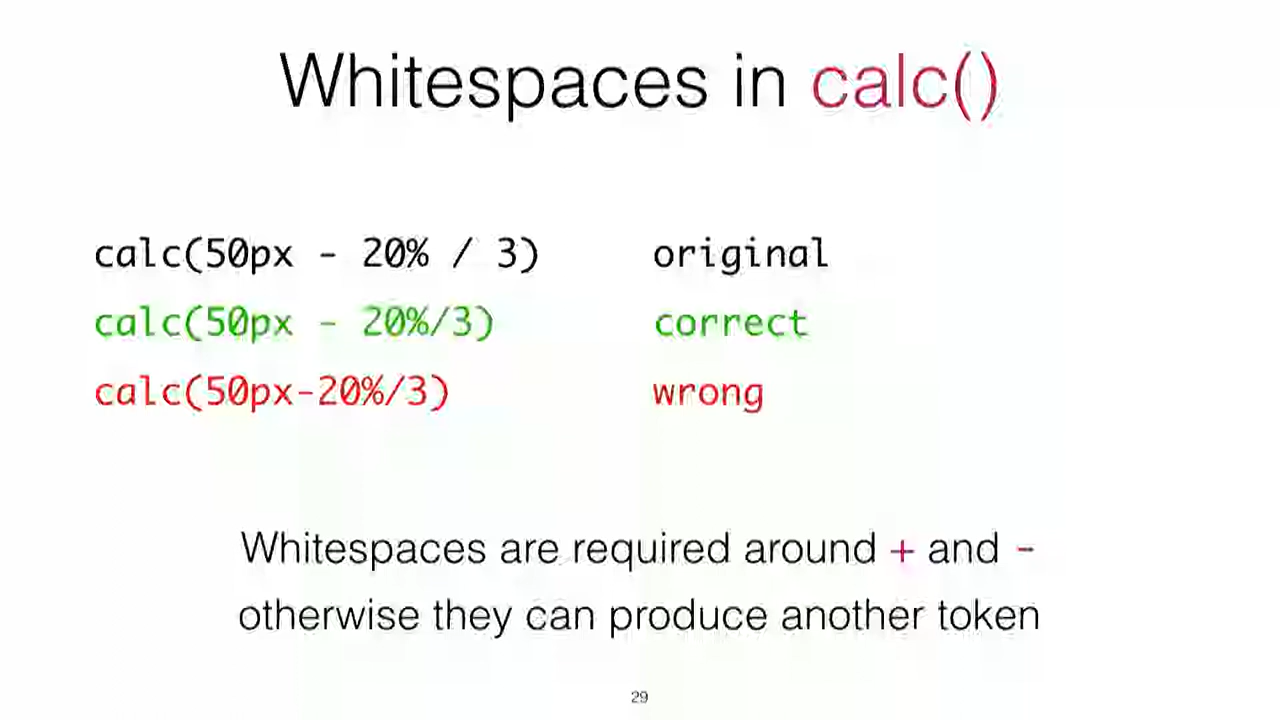 Whitespaces in calc()
calc(50px - 20% / 3) original
calc(50px - 20%/3) correct
calc(50px-20%/3) wrong
Whitespaces are required around + and -
otherwise they can produce another token
29